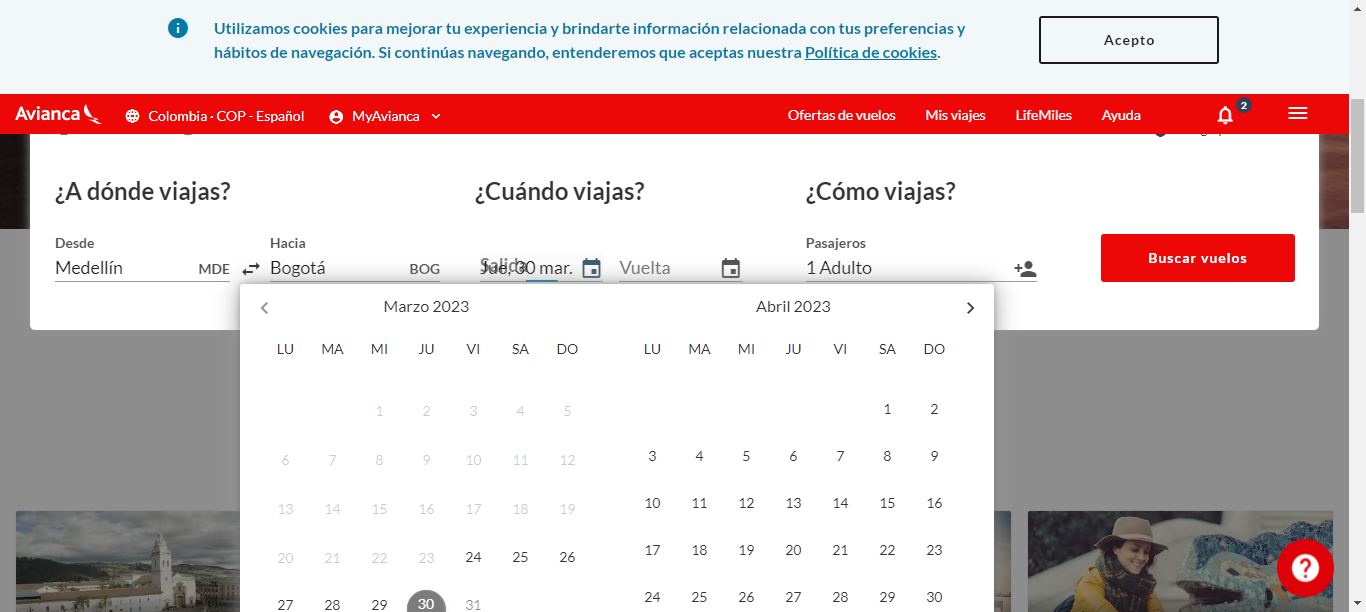 Utilizamos cookies para mejorar tu experiencia y brindarte información relacionada con tus preferencias y
hábitos de navegación. Si continúas navegando, entenderemos que aceptas nuestra Política de cookies.
Acepto
Avianca Colombia · COP - Español MyAvianca Ofertas de vuelos Mis viajes LifeMiles Ayuda 2
¿A dónde viajas? ¿Cuándo viajas? ¿Cómo viajas?
Desde Hacia Pasajeros
Medellín MDE Bogotá BOG Salida Jue, 30 mar. Vuelta 1 Adulto Buscar vuelos
Marzo 2023 Abril 2023
LU MA MI JU VI SA DO LU MA MI JU VI SA DO
1 2 3 4 5 1 2
6 7 8 9 10 11 12 3 4 5 6 7 8 9
13 14 15 16 17 18 19 10 11 12 13 14 15 16
20 21 22 23 24 25 26 17 18 19 20 21 22 23
27 28 29 30 31 24 25 26 27 28 29 30